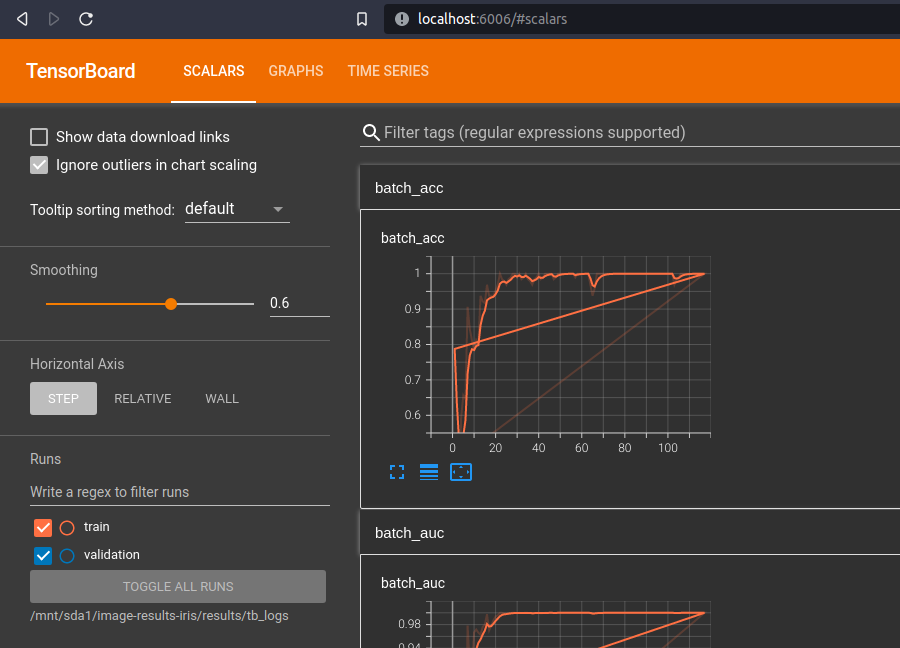 localhost:6006/#scalars
TensorBoard
SCALARS
GRAPHS
TIME SERIES
Show data download links
Ignore outliers in chart scaling
Tooltip sorting method:
default
Smoothing
0.6
Horizontal Axis
STEP
RELATIVE
WALL
Runs
Write a regex to filter runs
train
validation
TOGGLE ALL RUNS
/mnt/sda1/image-results-iris/results/tb_logs
Filter tags (regular expressions supported)
batch_acc
batch_acc
1
0.9
0.8
0.7
0.6
0
20
40
60
80
100
batch_auc
batch_auc
0.98
0.94